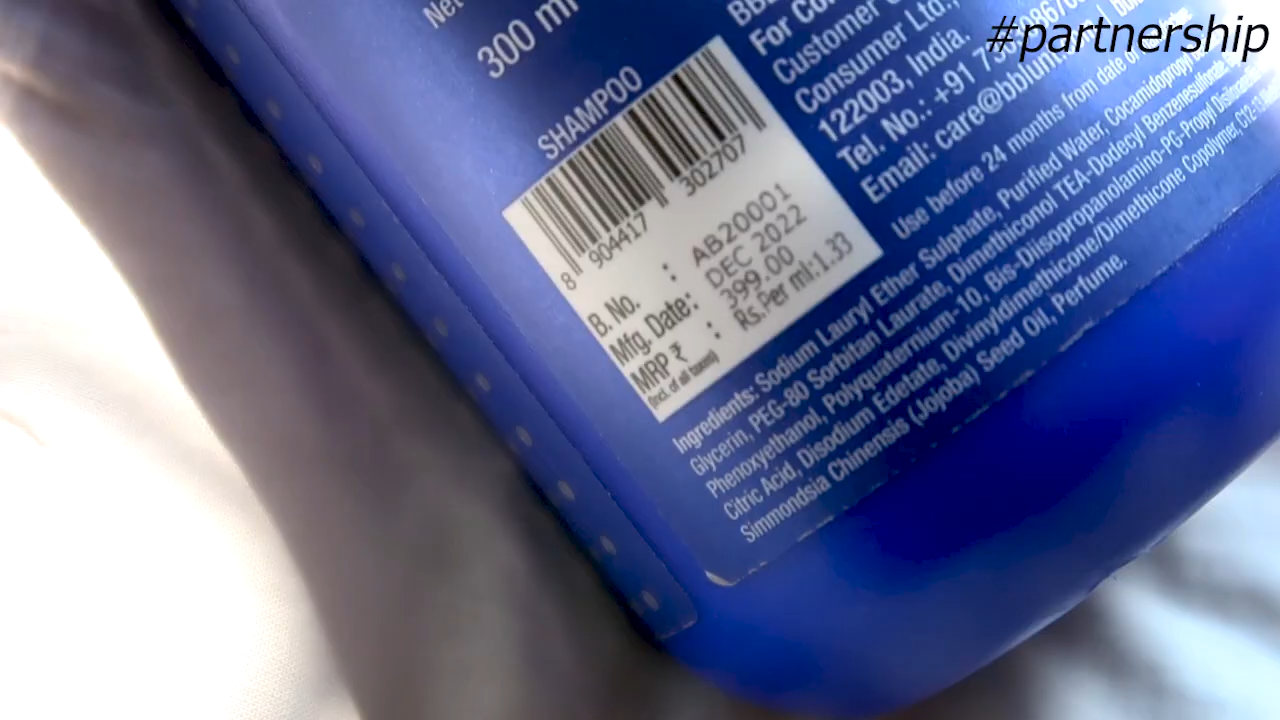 #partnership
Net
300 ml
SHAMPOO
8 904417 302707
B. No. : AB20001
Mfg. Date: DEC 2022
MRP ₹ : 399.00
(Incl. of all taxes) Rs.Per ml:1.33
For
Customer
Consumer Ltd.,
122003, India.
Tel. No.: +91
Email: care@bblunt
Use before 24 months from date of
Ingredients: Sodium Lauryl Ether Sulphate, Purified Water, Cocamidopropyl
Glycerin, PEG-80 Sorbitan Laurate, Dimethiconol TEA-Dodecyl Benzenesulfonate,
Phenoxyethanol, Polyquaternium-10, Bis-Diisopropanolamino-PG-Propyl
Citric Acid, Disodium Edetate, Divinyldimethicone/Dimethicone Copolymer,
Simmondsia Chinensis (Jojoba) Seed Oil, Perfume.